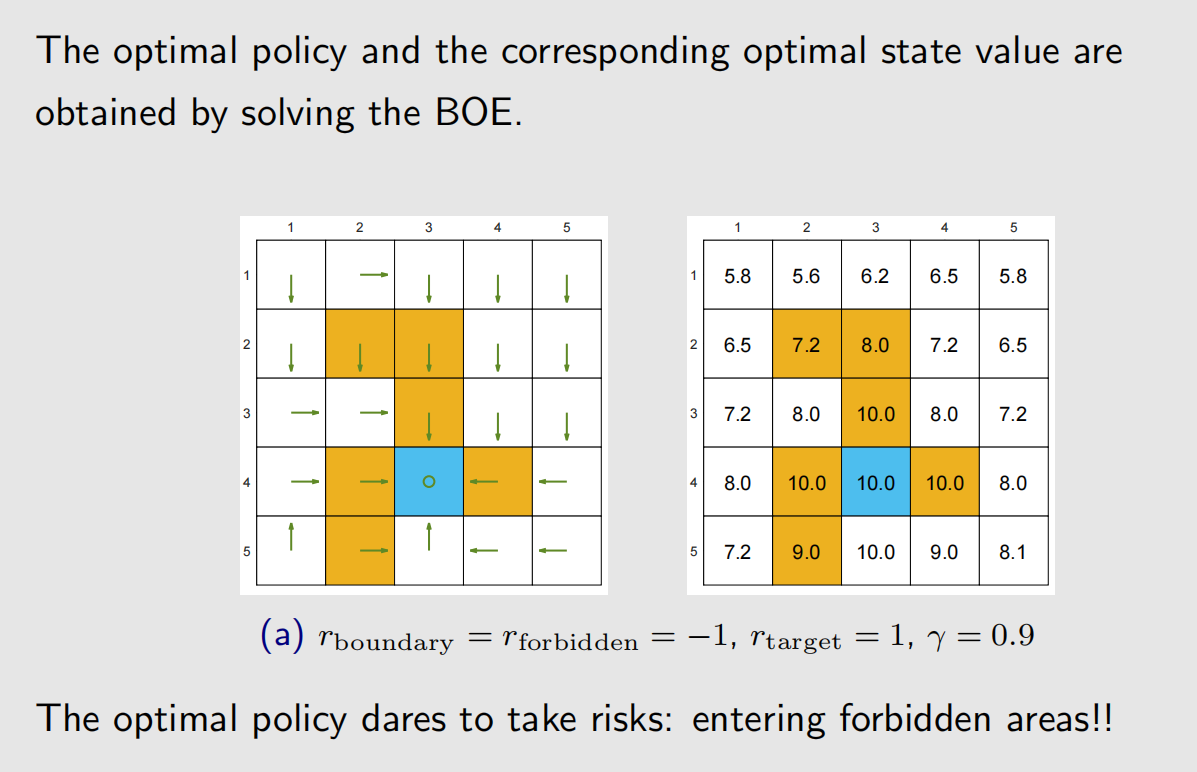 The optimal policy and the corresponding optimal state value are
obtained by solving the BOE.
1 2 3 4 5
1
2
3
4
5
1 2 3 4 5
1 5.8 5.6 6.2 6.5 5.8
2 6.5 7.2 8.0 7.2 6.5
3 7.2 8.0 10.0 8.0 7.2
4 8.0 10.0 10.0 10.0 8.0
5 7.2 9.0 10.0 9.0 8.1
(a) r_boundary = r_forbidden = −1, r_target = 1, γ = 0.9
The optimal policy dares to take risks: entering forbidden areas!!